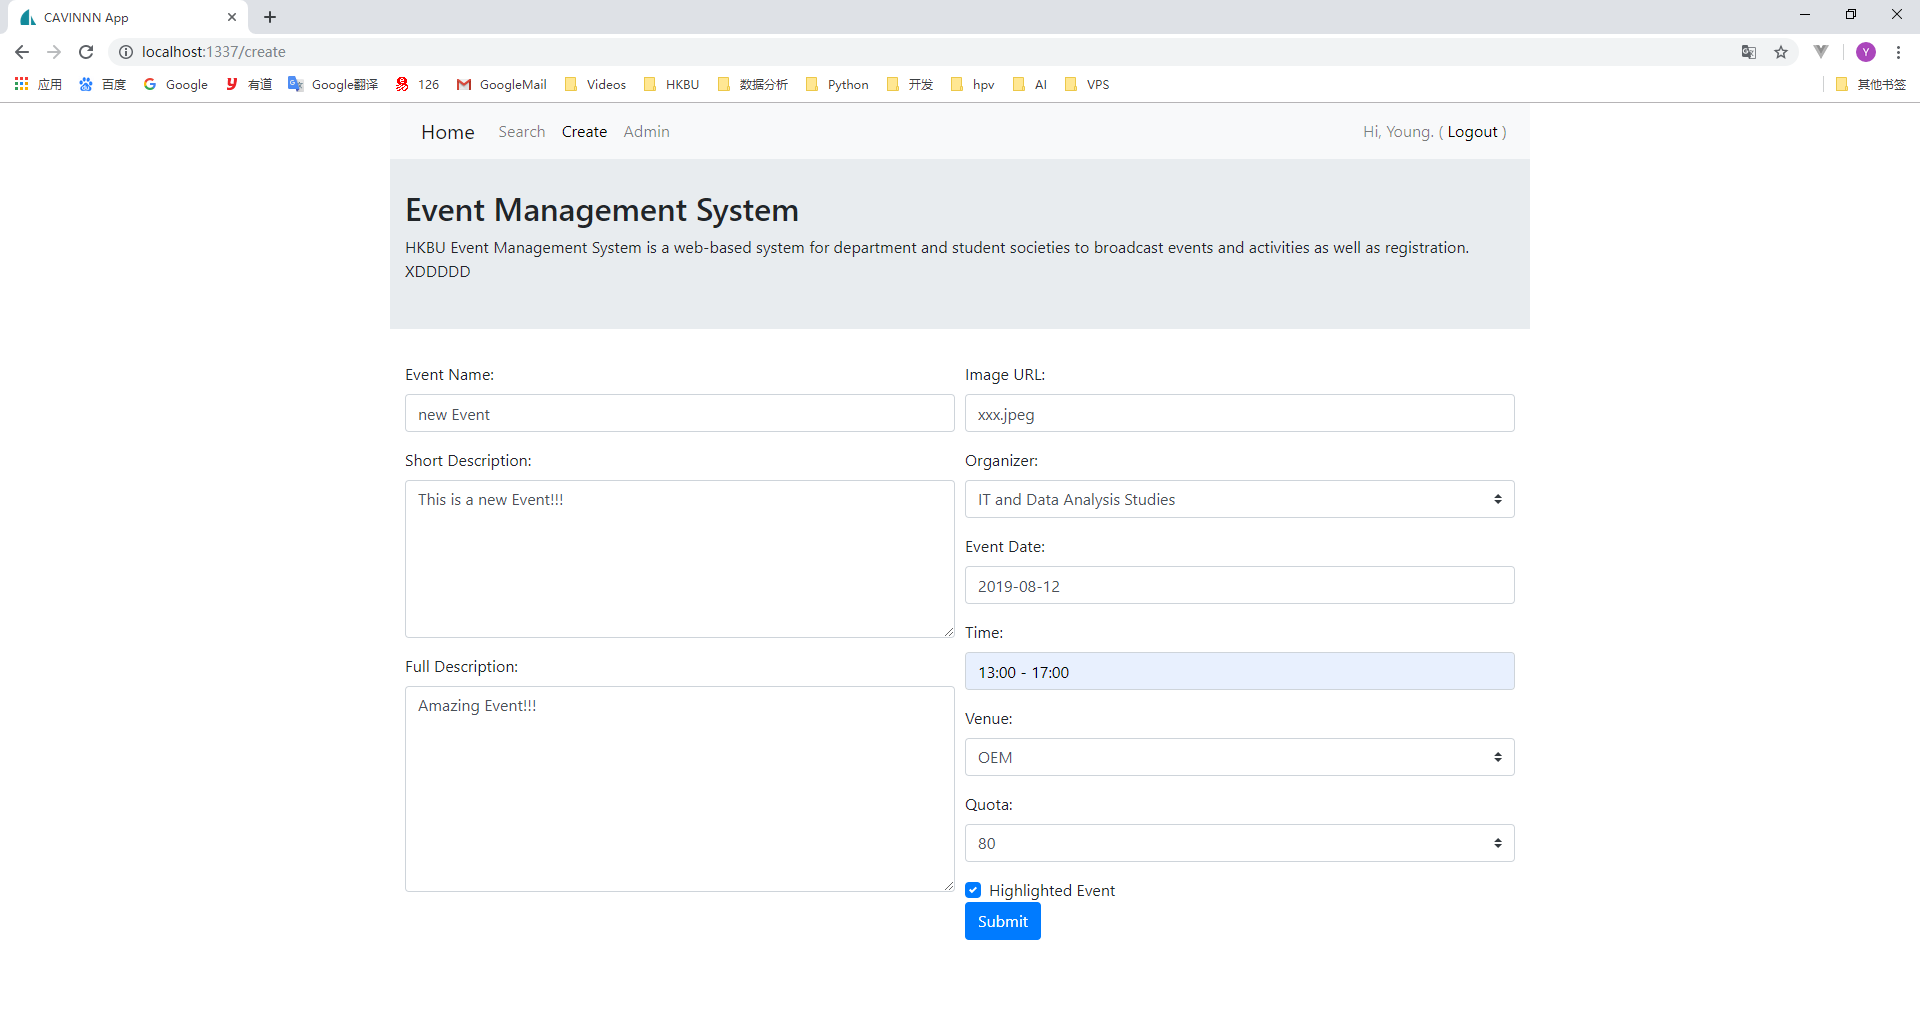 CAVINNN App
localhost:1337/create
应用 百度 Google 有道 Google翻译 126 GoogleMail Videos HKBU 数据分析 Python 开发 hpv AI VPS 其他书签
Home Search Create Admin Hi, Young. ( Logout )
Event Management System
HKBU Event Management System is a web-based system for department and student societies to broadcast events and activities as well as registration.
XDDDDD
Event Name:
new Event
Short Description:
This is a new Event!!!
Full Description:
Amazing Event!!!
Image URL:
xxx.jpeg
Organizer:
IT and Data Analysis Studies
Event Date:
2019-08-12
Time:
13:00 - 17:00
Venue:
OEM
Quota:
80
Highlighted Event
Submit